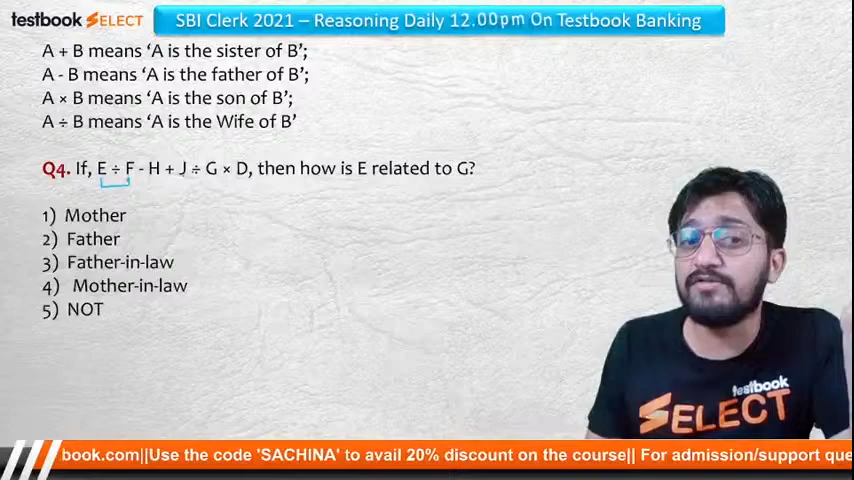 testbook SELECT
SBI Clerk 2021 – Reasoning Daily 12.00pm On Testbook Banking
A + B means ‘A is the sister of B’;
A - B means ‘A is the father of B’;
A × B means ‘A is the son of B’;
A ÷ B means ‘A is the Wife of B’
Q4. If, E ÷ F - H + J ÷ G × D, then how is E related to G?
1) Mother
2) Father
3) Father-in-law
4) Mother-in-law
5) NOT
testbook
SELECT
book.com||Use the code 'SACHINA' to avail 20% discount on the course|| For admission/support que